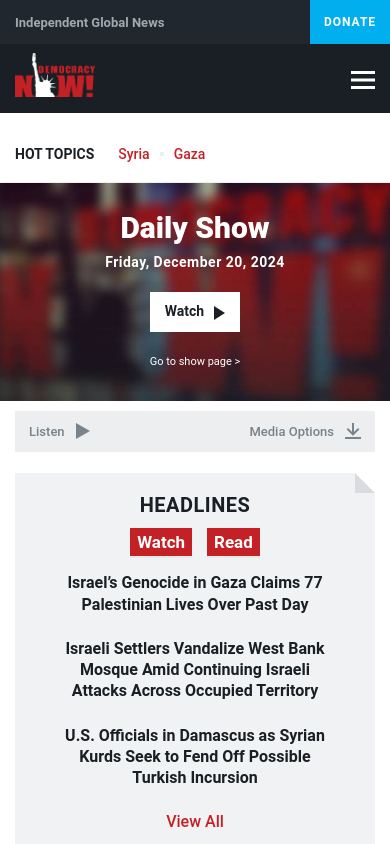 Independent Global News
DONATE
DEMOCRACY
NOW!
HOT TOPICS
Syria
Gaza
Daily Show
Friday, December 20, 2024
Watch
Go to show page >
Listen
Media Options
HEADLINES
Watch
Read
Israel’s Genocide in Gaza Claims 77
Palestinian Lives Over Past Day
Israeli Settlers Vandalize West Bank
Mosque Amid Continuing Israeli
Attacks Across Occupied Territory
U.S. Officials in Damascus as Syrian
Kurds Seek to Fend Off Possible
Turkish Incursion
View All